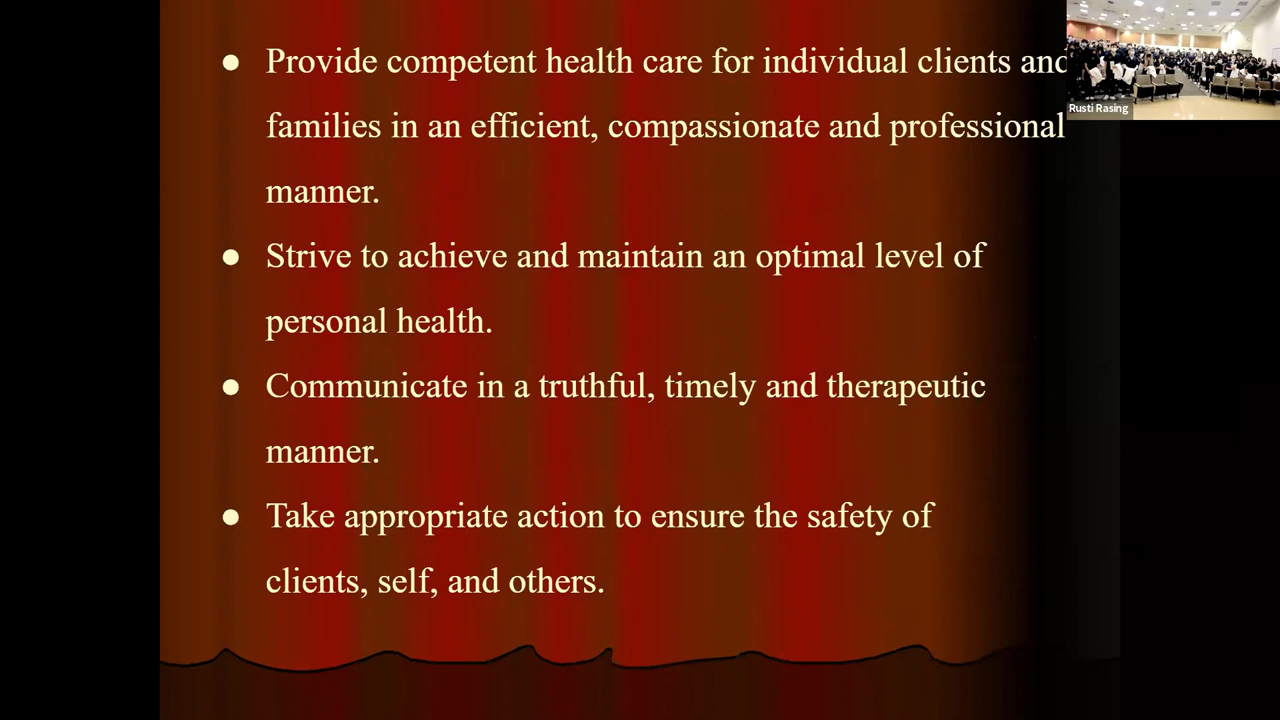 ● Provide competent health care for individual clients and
families in an efficient, compassionate and professional
manner.
● Strive to achieve and maintain an optimal level of
personal health.
● Communicate in a truthful, timely and therapeutic
manner.
● Take appropriate action to ensure the safety of
clients, self, and others.
Rusti Rasing